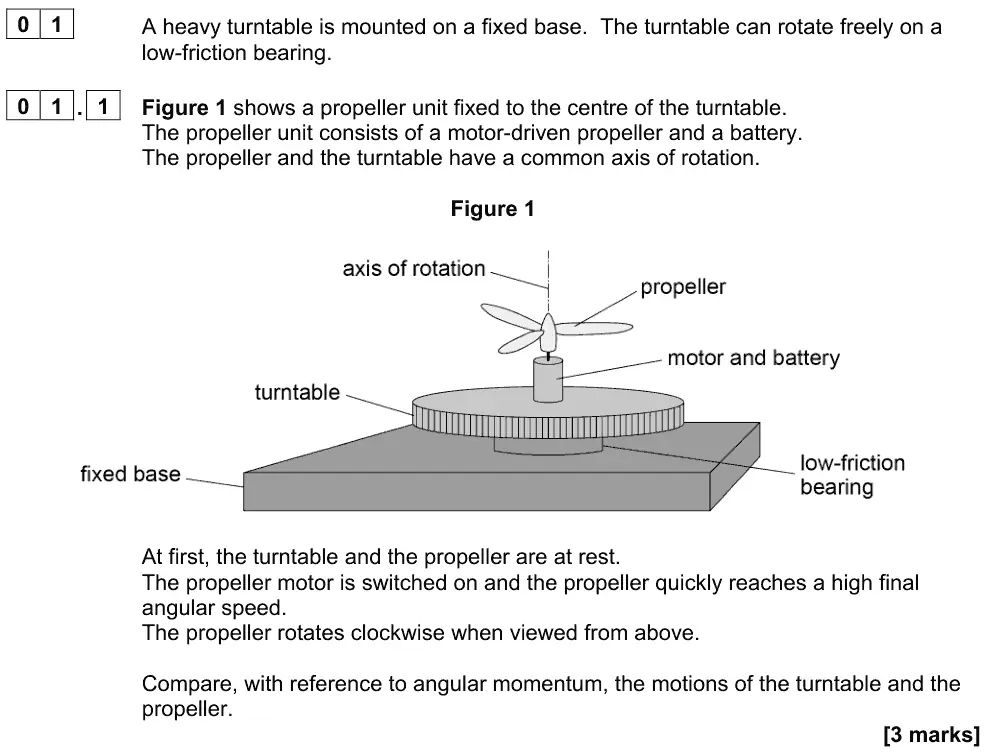 0 1 A heavy turntable is mounted on a fixed base. The turntable can rotate freely on a
low-friction bearing.
0 1 . 1 Figure 1 shows a propeller unit fixed to the centre of the turntable.
The propeller unit consists of a motor-driven propeller and a battery.
The propeller and the turntable have a common axis of rotation.
Figure 1
axis of rotation
propeller
motor and battery
turntable
low-friction
bearing
fixed base
At first, the turntable and the propeller are at rest.
The propeller motor is switched on and the propeller quickly reaches a high final
angular speed.
The propeller rotates clockwise when viewed from above.
Compare, with reference to angular momentum, the motions of the turntable and the
propeller.
[3 marks]